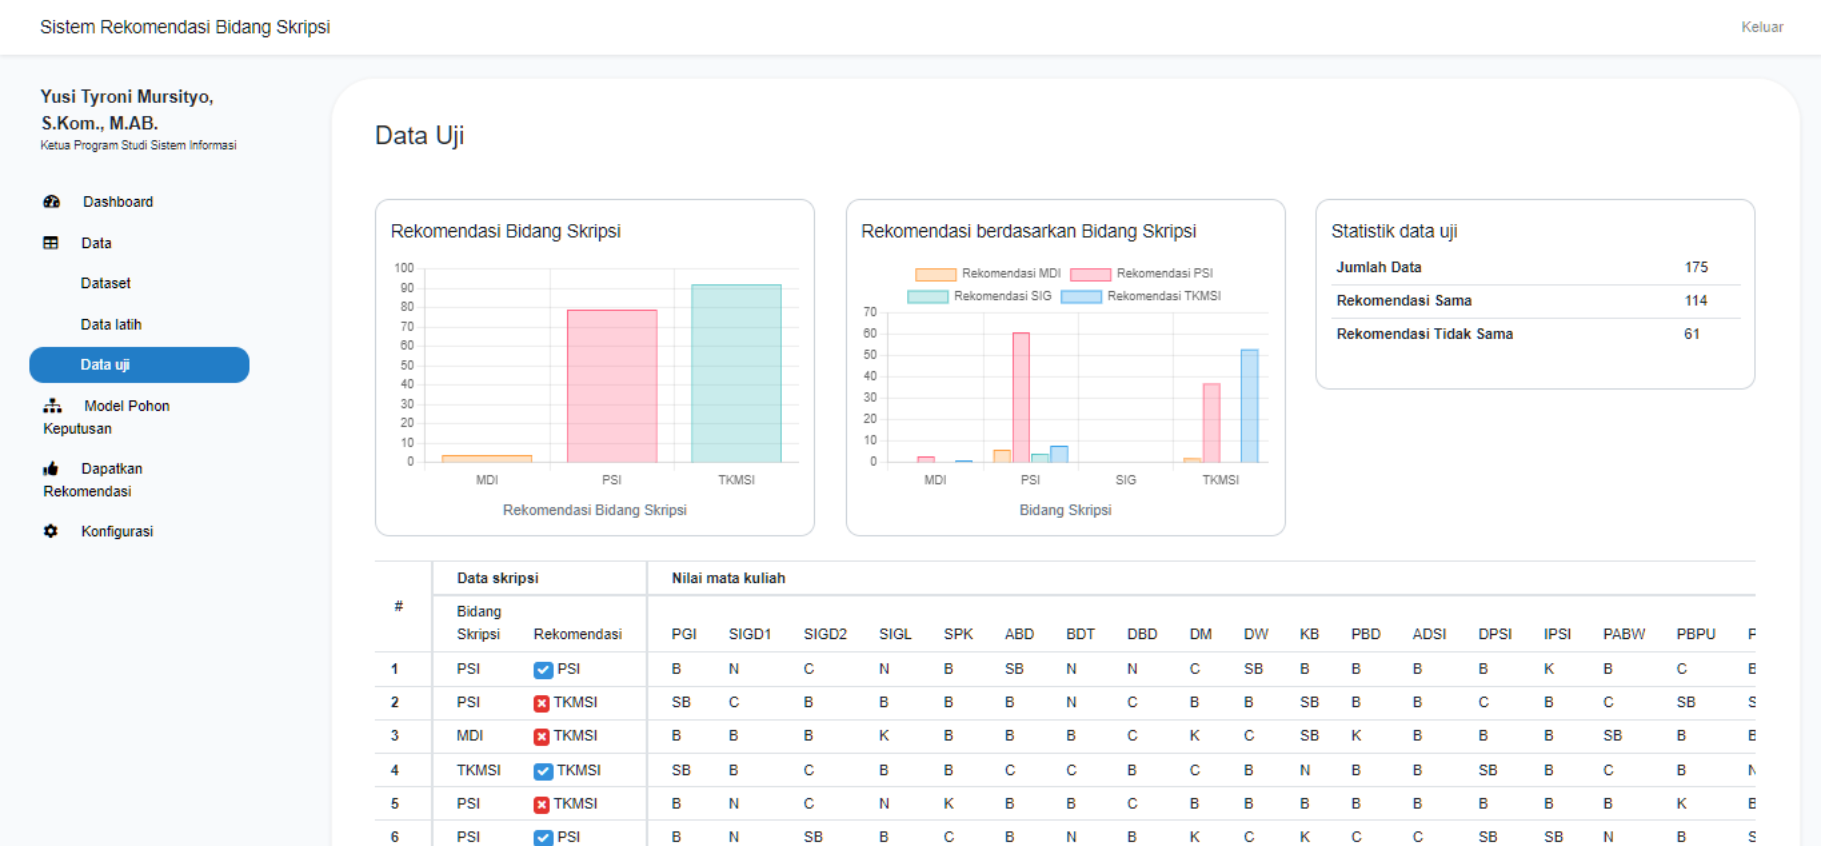 Sistem Rekomendasi Bidang Skripsi
Keluar
Yusi Tyroni Mursityo,
S.Kom., M.AB.
Ketua Program Studi Sistem Informasi
Dashboard
Data
Dataset
Data latih
Data uji
Model Pohon
Keputusan
Dapatkan
Rekomendasi
Konfigurasi
Data Uji
Rekomendasi Bidang Skripsi
100
90
80
70
60
50
40
30
20
10
0
MDI PSI TKMSI
Rekomendasi Bidang Skripsi
Rekomendasi berdasarkan Bidang Skripsi
Rekomendasi MDI Rekomendasi PSI
Rekomendasi SIG Rekomendasi TKMSI
70
60
50
40
30
20
10
0
MDI PSI SIG TKMSI
Bidang Skripsi
Statistik data uji
Jumlah Data 175
Rekomendasi Sama 114
Rekomendasi Tidak Sama 61
Data skripsi Nilai mata kuliah
#
Bidang
Skripsi Rekomendasi PGI SIGD1 SIGD2 SIGL SPK ABD BDT DBD DM DW KB PBD ADSI DPSI IPSI PABW PBPU
1 PSI PSI B N C N B SB N N C SB B B B B K B C
2 PSI TKMSI SB C B B B B N C B B SB B B C B C SB
3 MDI TKMSI B B B K B B B C K C SB K B B B SB B
4 TKMSI TKMSI SB B C B B C C B C B N B B SB B C B
5 PSI TKMSI B N C N K B B C B B B B B B B B K
6 PSI PSI B N SB B C B N B K C K C C SB SB N B